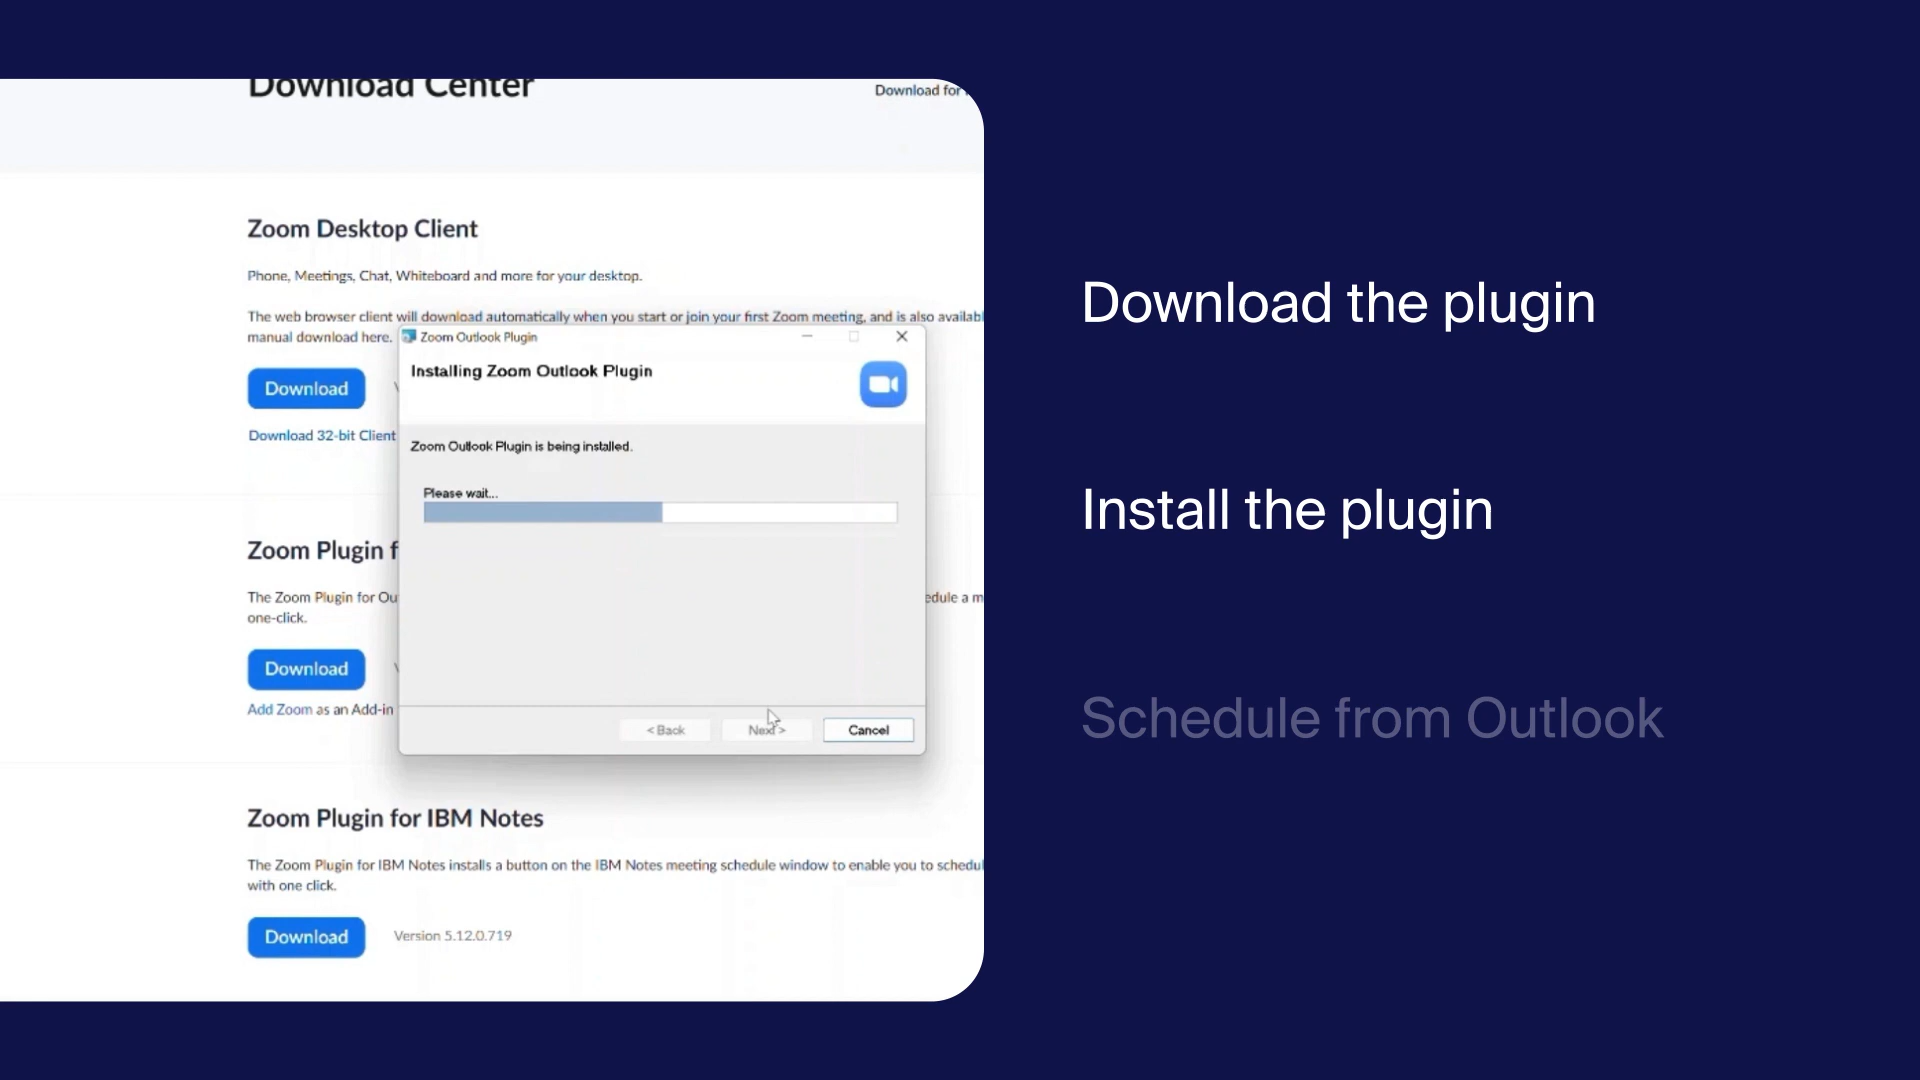 Download Center
Download for
Zoom Desktop Client
Phone, Meetings, Chat, Whiteboard and more for your desktop.
The web browser client will download automatically when you start or join your first Zoom meeting, and is also
manual download here.
Download
Download 32-bit Client
Zoom Outlook Plugin
Installing Zoom Outlook Plugin
Zoom Outlook Plugin is being installed.
Please wait...
< Back
Next >
Cancel
Zoom Plugin
The Zoom Plugin for
one-click.
Download
Add Zoom as an Add-in
Zoom Plugin for IBM Notes
The Zoom Plugin for IBM Notes installs a button on the IBM Notes meeting schedule window to enable you to
with one click.
Download
Version 5.12.0.719
Download the plugin
Install the plugin
Schedule from Outlook